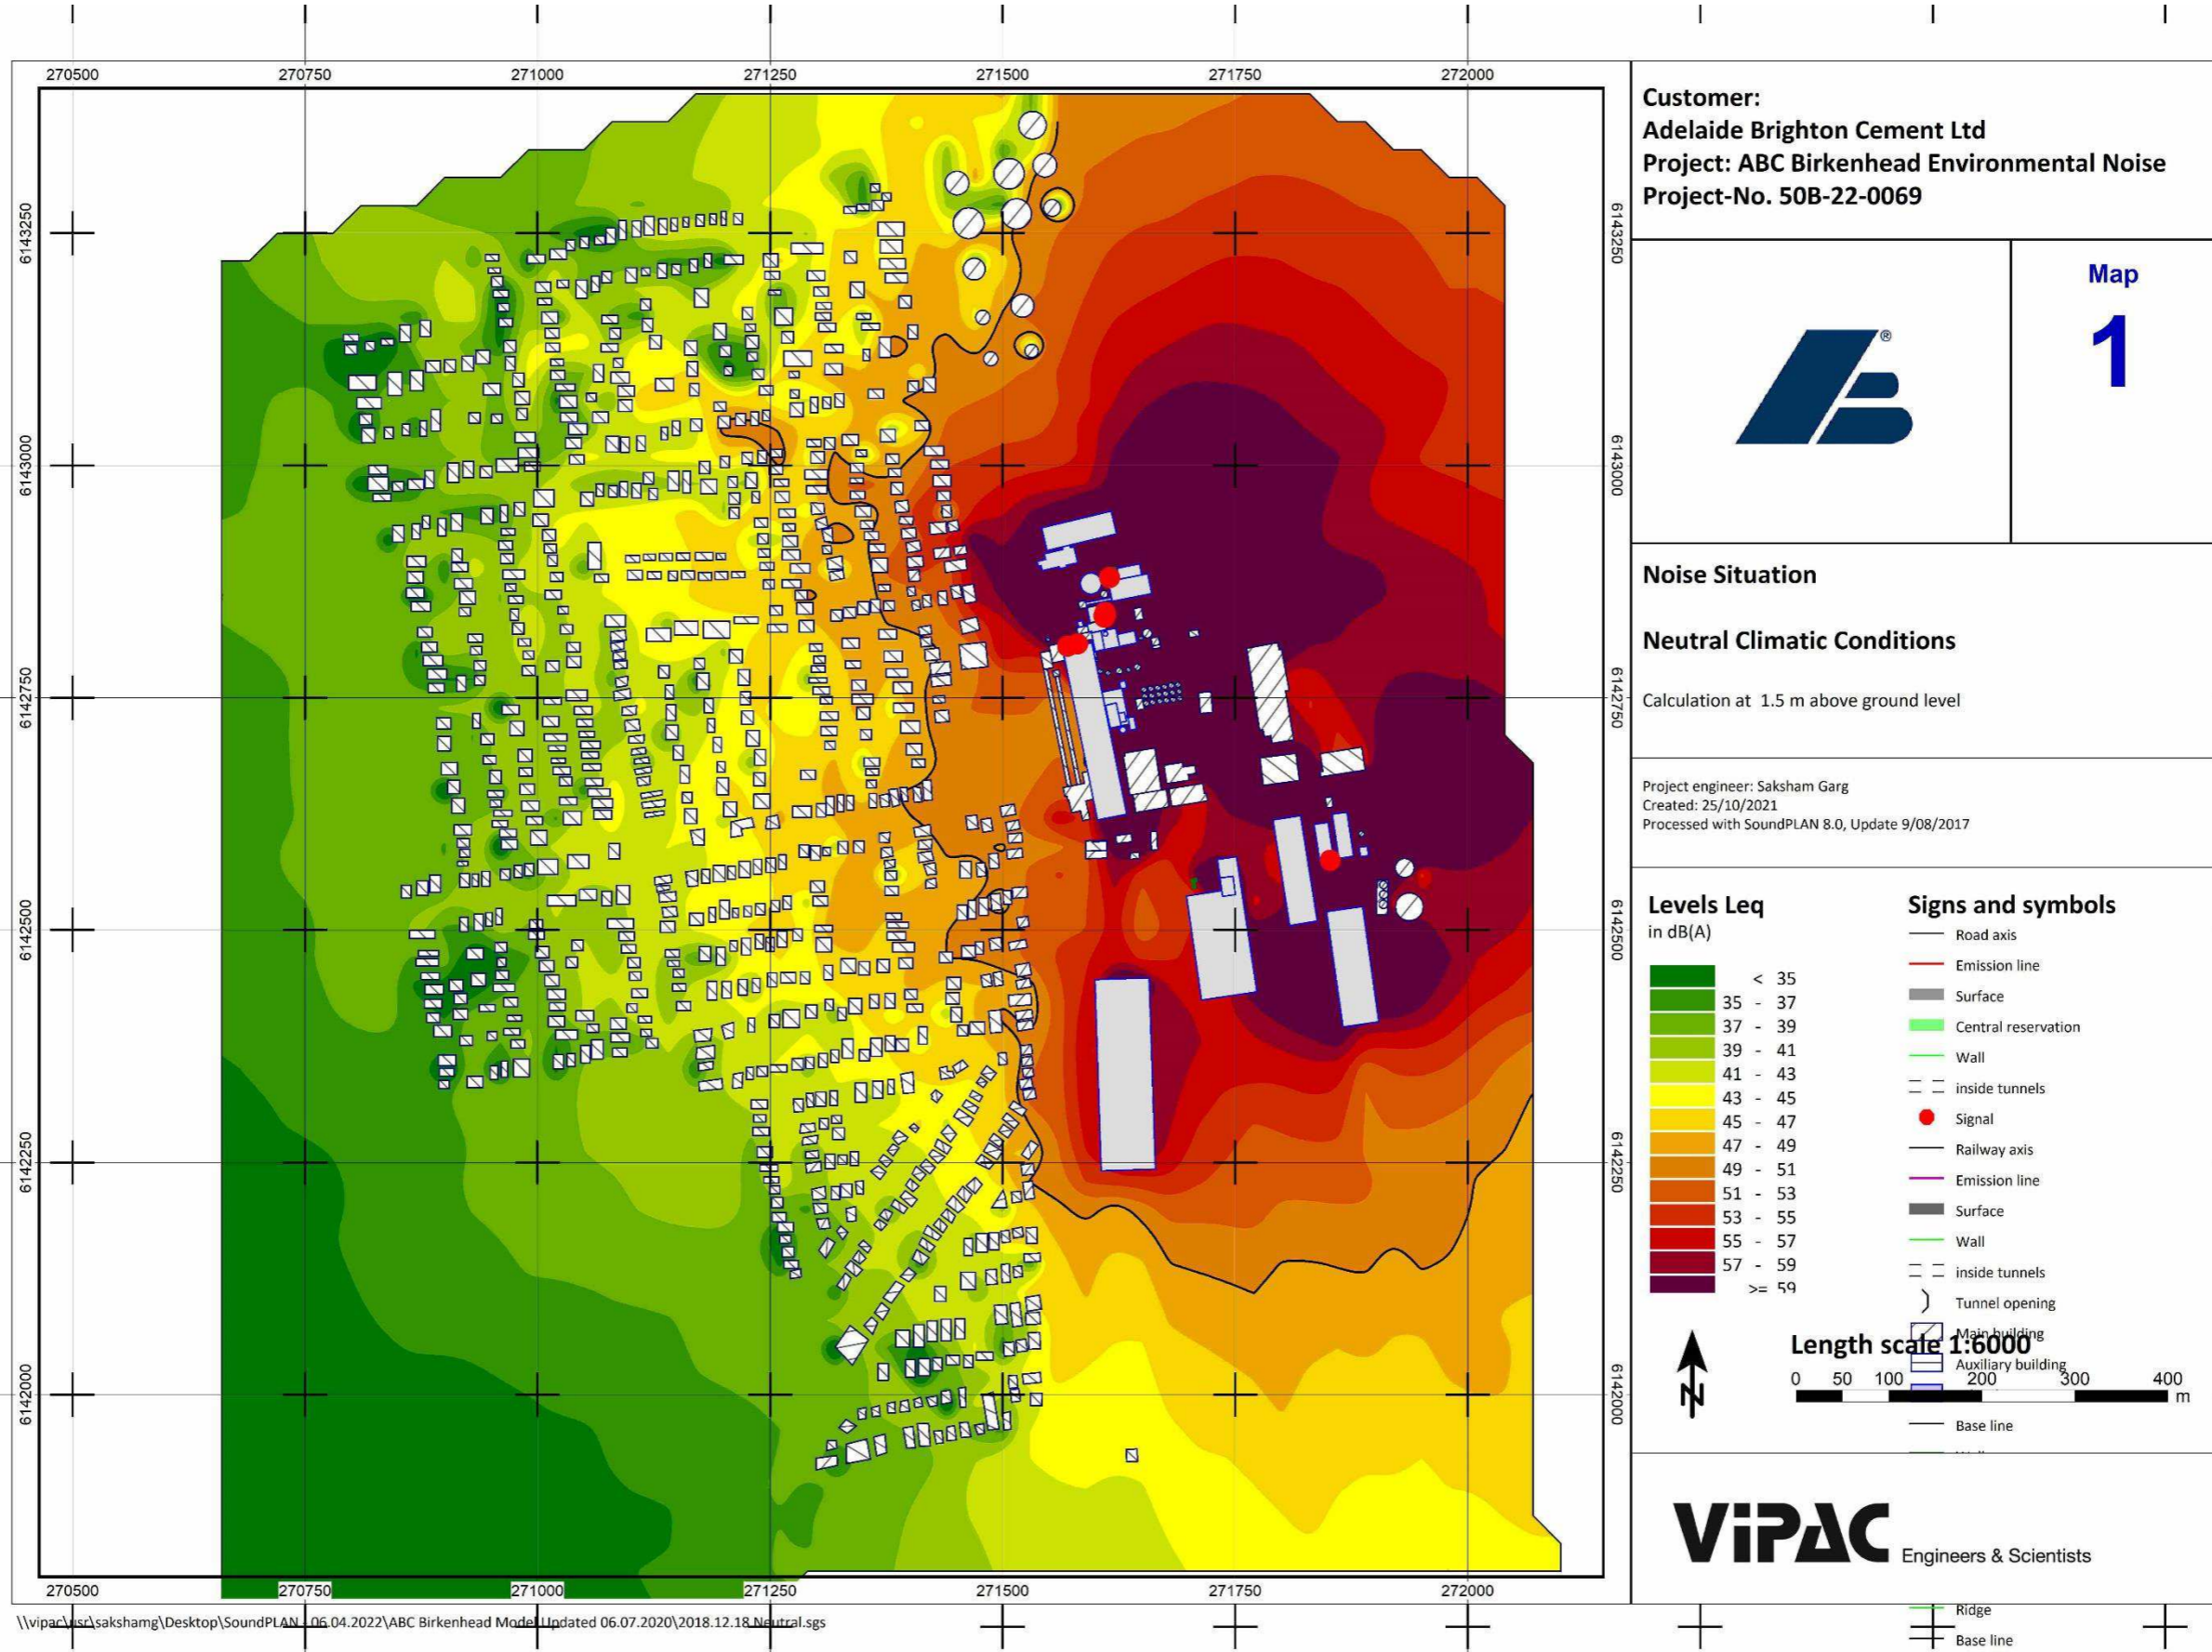 270500 270750 271000 271250 271500 271750 272000
6143250
6143000
6142750
6142500
6142250
6142000
6143250
6143000
6142750
6142500
6142250
6142000
270500 270750 271000 271250 271500 271750 272000
\\vipac\usr\sakshamg\Desktop\SoundPLAN - 06.04.2022\ABC Birkenhead Model Updated 06.07.2020\2018.12.18 Neutral.sgs
Customer:
Adelaide Brighton Cement Ltd
Project: ABC Birkenhead Environmental Noise
Project-No. 50B-22-0069
®
Map
1
Noise Situation
Neutral Climatic Conditions
Calculation at 1.5 m above ground level
Project engineer: Saksham Garg
Created: 25/10/2021
Processed with SoundPLAN 8.0, Update 9/08/2017
Levels Leq
in dB(A)
< 35
35 - 37
37 - 39
39 - 41
41 - 43
43 - 45
45 - 47
47 - 49
49 - 51
51 - 53
53 - 55
55 - 57
57 - 59
>= 59
Signs and symbols
Road axis
Emission line
Surface
Central reservation
Wall
inside tunnels
Signal
Railway axis
Emission line
Surface
Wall
inside tunnels
Tunnel opening
Main building
Auxiliary building
Base line
N
Length scale 1:6000
0 50 100 200 300 400
m
ViPAC Engineers & Scientists
Ridge
Base line